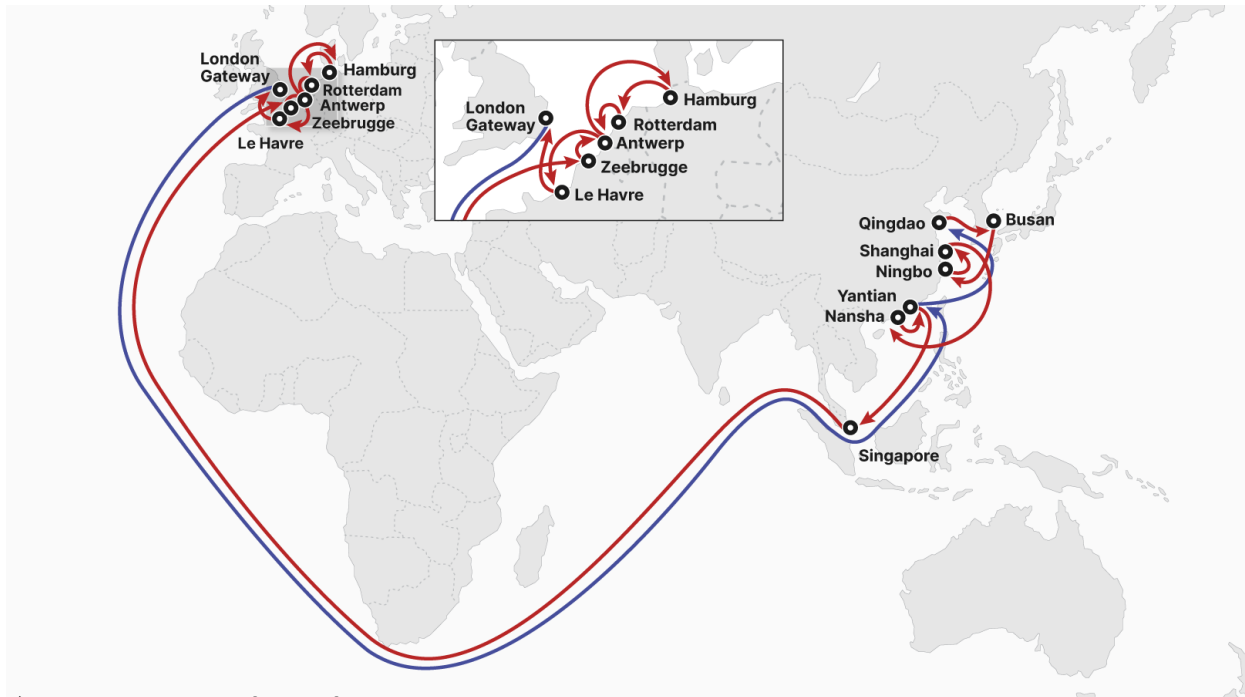 London
Gateway
Hamburg
Rotterdam
Antwerp
Zeebrugge
Le Havre
London
Gateway
Hamburg
Rotterdam
Antwerp
Zeebrugge
Le Havre
Qingdao
Busan
Shanghai
Ningbo
Yantian
Nansha
Singapore